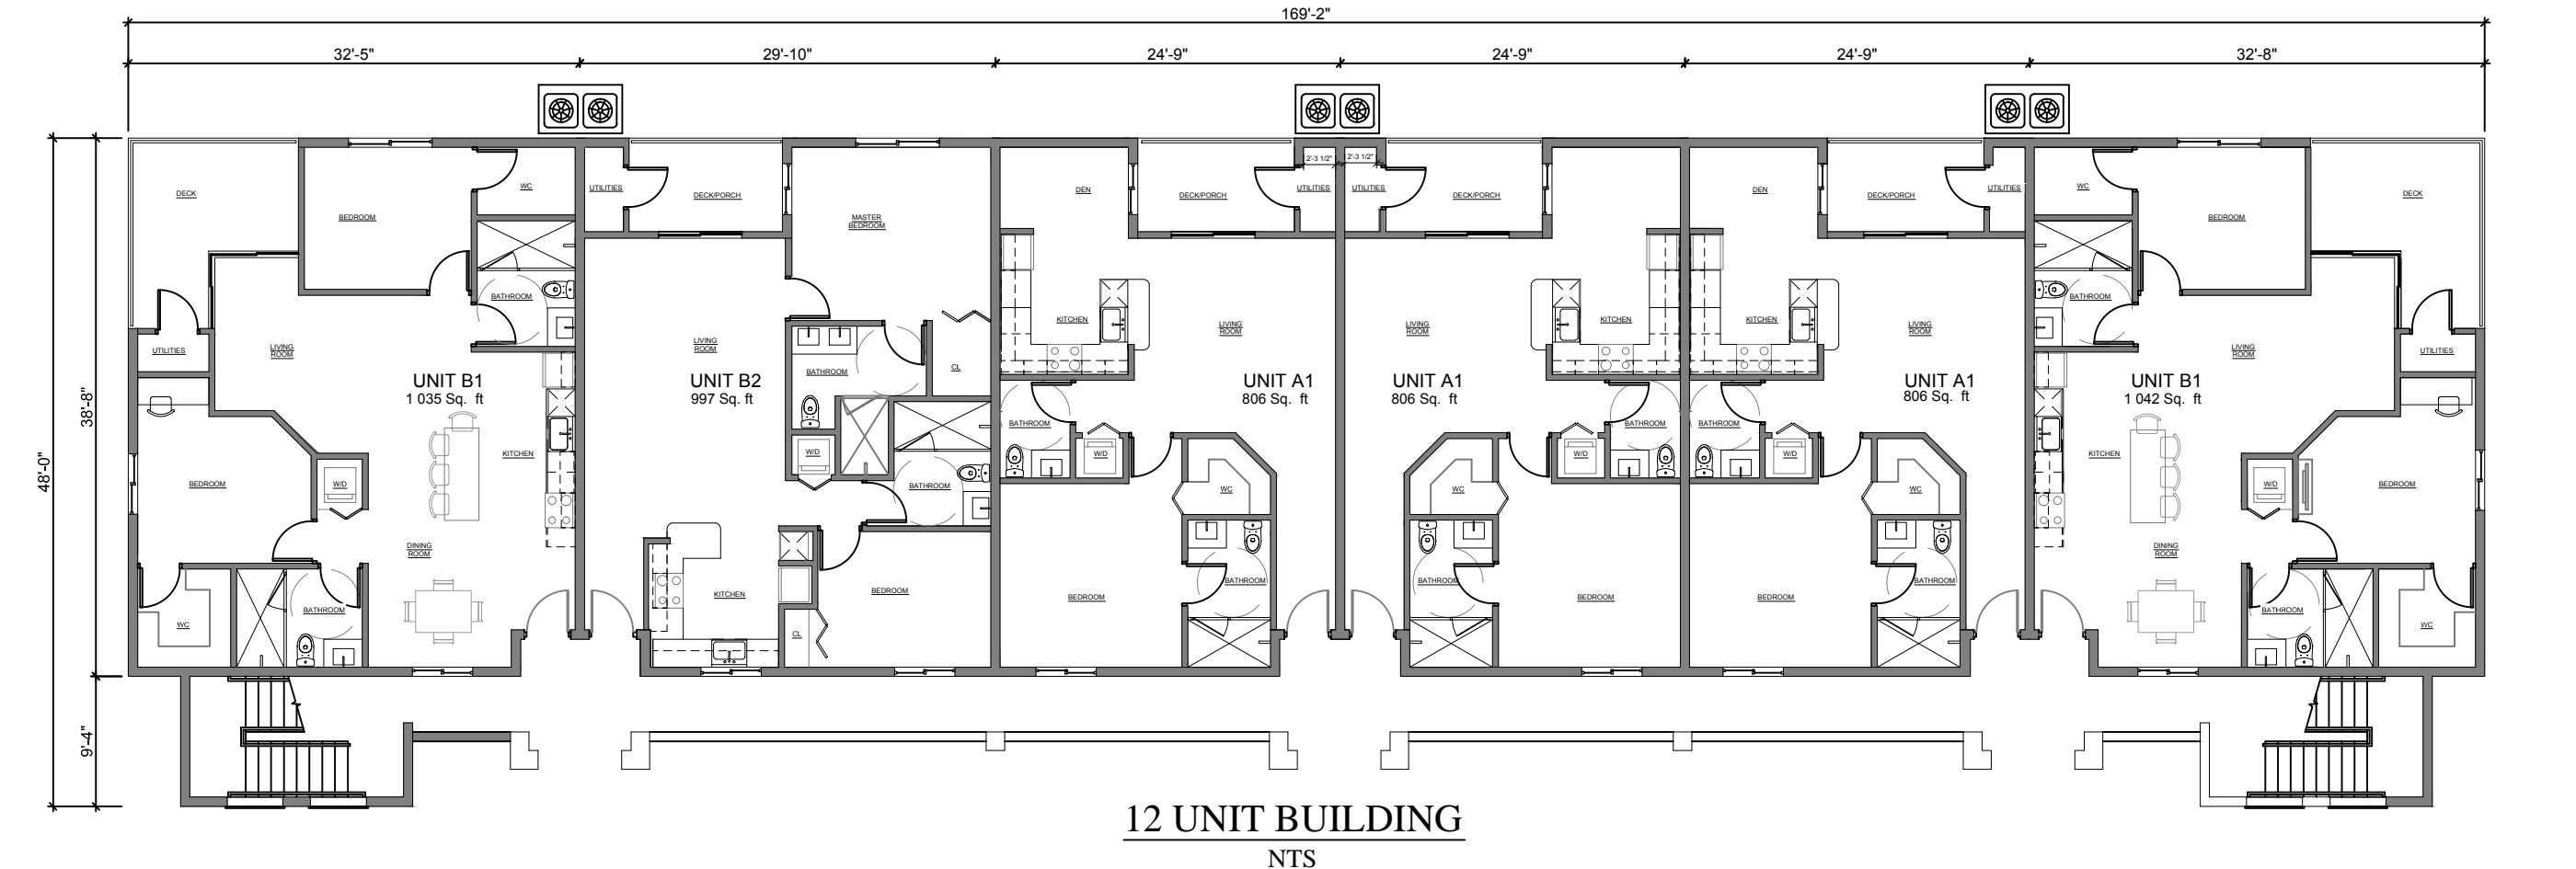 169'-2"
32'-5"
29'-10"
24'-9"
24'-9"
24'-9"
32'-8"
48'-0"
38'-8"
9'-4"
DECK
BEDROOM
WC
BATHROOM
UTILITIES
LIVING
ROOM
UNIT B1
1 035 Sq. ft
BEDROOM
W/D
KITCHEN
DINING
ROOM
WC
BATHROOM
UTILITIES
DECK/PORCH
MASTER
BEDROOM
LIVING
ROOM
UNIT B2
997 Sq. ft
BATHROOM
CL
W/D
BATHROOM
KITCHEN
BEDROOM
CL
DEN
DECK/PORCH
UTILITIES
2'-3 1/2"
KITCHEN
LIVING
ROOM
UNIT A1
806 Sq. ft
BATHROOM
W/D
WC
BEDROOM
BATHROOM
2'-3 1/2"
UTILITIES
DECK/PORCH
LIVING
ROOM
KITCHEN
UNIT A1
806 Sq. ft
W/D
BATHROOM
WC
BATHROOM
BEDROOM
DEN
DECK/PORCH
UTILITIES
KITCHEN
LIVING
ROOM
UNIT A1
806 Sq. ft
BATHROOM
W/D
WC
BEDROOM
BATHROOM
WC
BEDROOM
DECK
BATHROOM
LIVING
ROOM
UTILITIES
UNIT B1
1 042 Sq. ft
KITCHEN
W/D
BEDROOM
DINING
ROOM
BATHROOM
WC
12 UNIT BUILDING
NTS